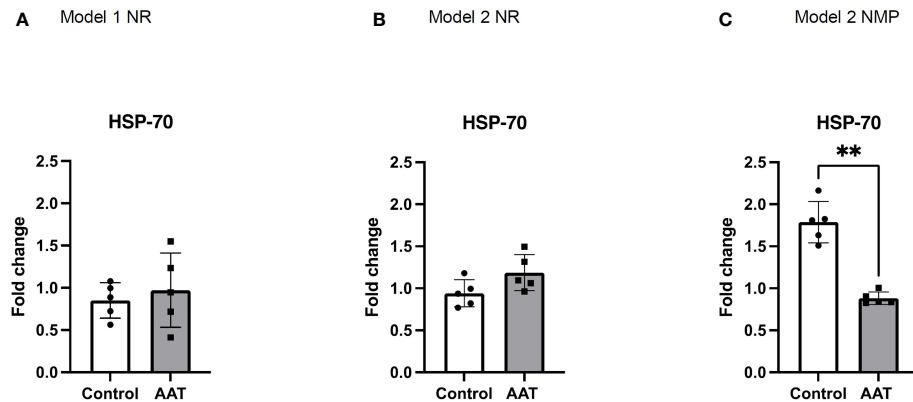 A Model 1 NR
HSP-70
Fold change
2.5
2.0
1.5
1.0
0.5
0.0
Control AAT
B Model 2 NR
HSP-70
Fold change
2.5
2.0
1.5
1.0
0.5
0.0
Control AAT
C Model 2 NMP
HSP-70
**
Fold change
2.5
2.0
1.5
1.0
0.5
0.0
Control AAT